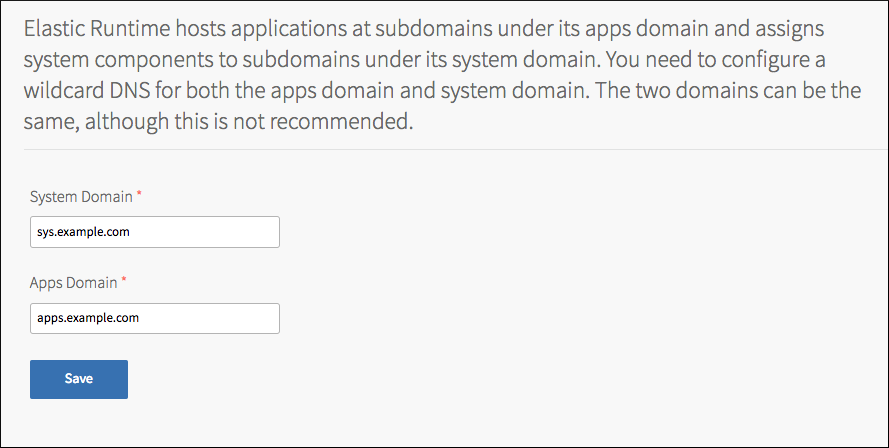 Elastic Runtime hosts applications at subdomains under its apps domain and assigns
system components to subdomains under its system domain. You need to configure a
wildcard DNS for both the apps domain and system domain. The two domains can be the
same, although this is not recommended.
System Domain *
sys.example.com
Apps Domain *
apps.example.com
Save